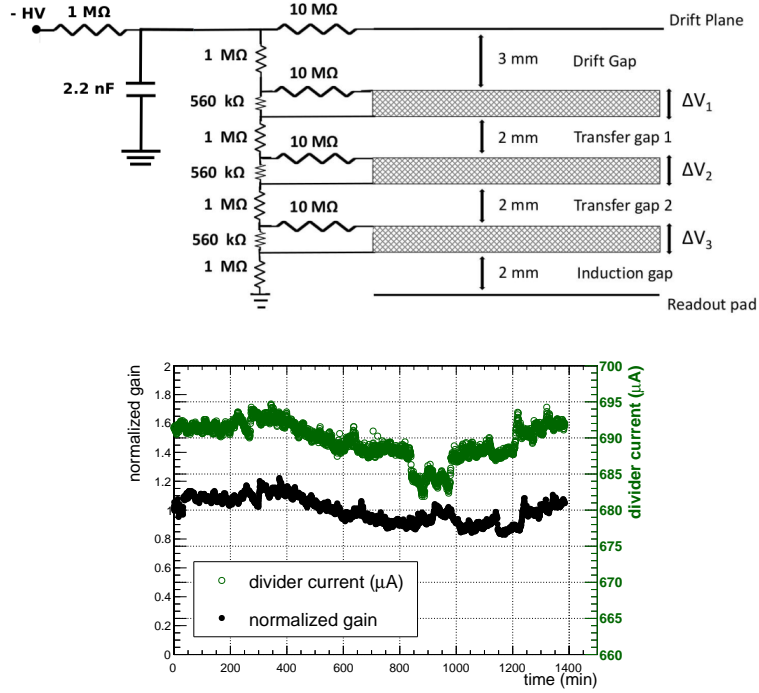 - HV
1 MΩ
10 MΩ
Drift Plane
1 MΩ
3 mm
Drift Gap
2.2 nF
10 MΩ
560 kΩ
ΔV1
1 MΩ
10 MΩ
2 mm
Transfer gap 1
560 kΩ
ΔV2
1 MΩ
10 MΩ
2 mm
Transfer gap 2
560 kΩ
ΔV3
1 MΩ
2 mm
Induction gap
Readout pad
normalized gain
2
1.8
1.6
1.4
1.2
1
0.8
0.6
0.4
0.2
0
700
695
690
685
680
675
670
665
660
divider current (μA)
divider current (μA)
normalized gain
0 200 400 600 800 1000 1200 1400
time (min)